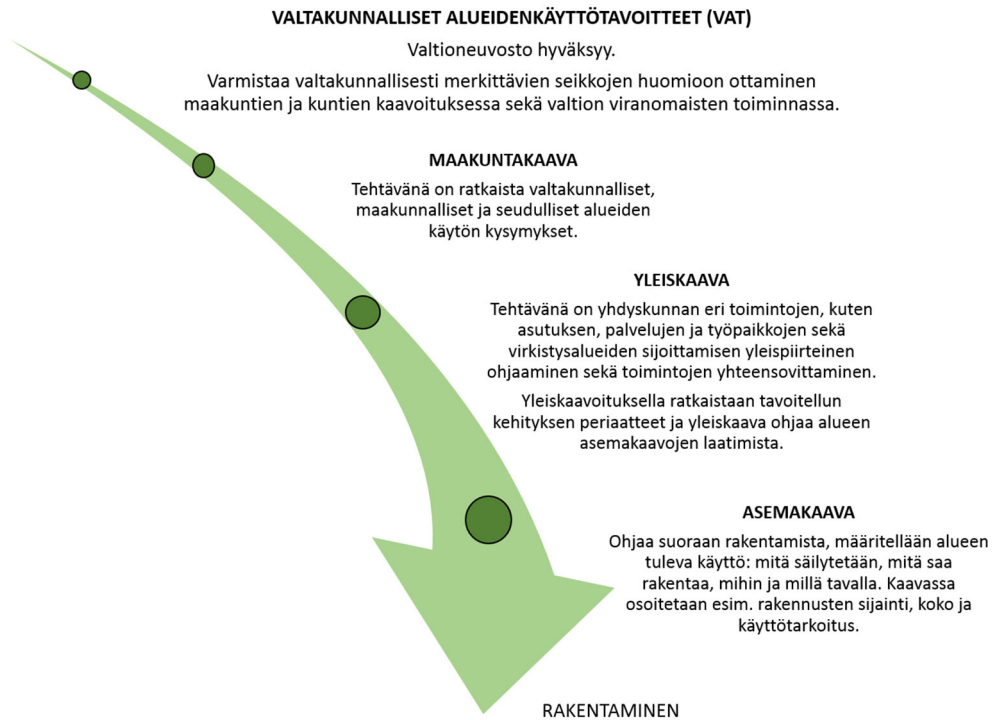 VALTAKUNNALLISET ALUEIDENKÄYTTÖTAVOITTEET (VAT)
Valtioneuvosto hyväksyy.
Varmistaa valtakunnallisesti merkittävien seikkojen huomioon ottaminen
maakuntien ja kuntien kaavoituksessa sekä valtion viranomaisten toiminnassa.
MAAKUNTAKAAVA
Tehtävänä on ratkaista valtakunnalliset,
maakunnalliset ja seudulliset alueiden
käytön kysymykset.
YLEISKAAVA
Tehtävänä on yhdyskunnan eri toimintojen, kuten
asutuksen, palvelujen ja työpaikkojen sekä
virkistysalueiden sijoittamisen yleispiirteinen
ohjaaminen sekä toimintojen yhteensovittaminen.
Yleiskaavoituksella ratkaistaan tavoitellun
kehityksen periaatteet ja yleiskaava ohjaa alueen
asemakaavojen laatimista.
ASEMAKAAVA
Ohjaa suoraan rakentamista, määritellään alueen
tuleva käyttö: mitä säilytetään, mitä saa
rakentaa, mihin ja millä tavalla. Kaavassa
osoitetaan esim. rakennusten sijainti, koko ja
käyttötarkoitus.
RAKENTAMINEN